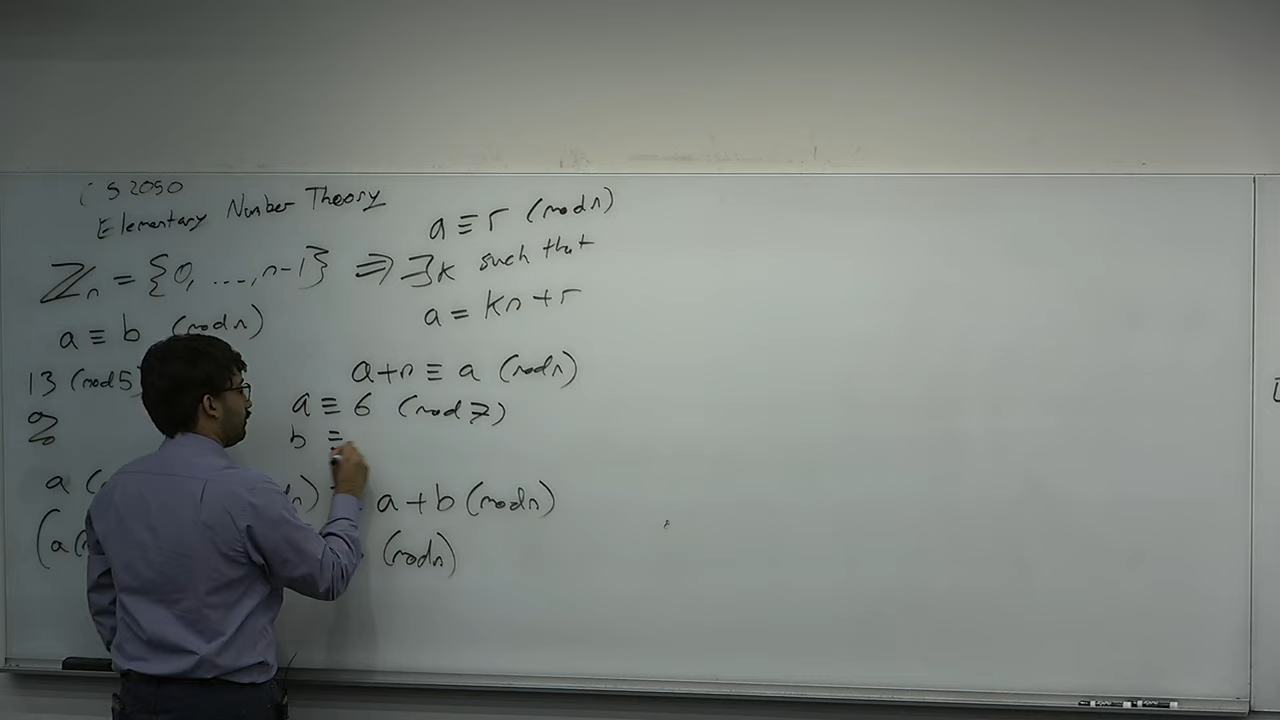 CS 2050
Elementary Number Theory
a ≡ r (mod n)
ℤn = {0, ..., n-1} ⇒ ∃k such that
a = kn + r
a ≡ b (mod n)
13 (mod 5)
a+n ≡ a (mod n)
a ≡ 6 (mod 7)
b ≡
a ( n) a + b (mod n)
(a ( (mod n)